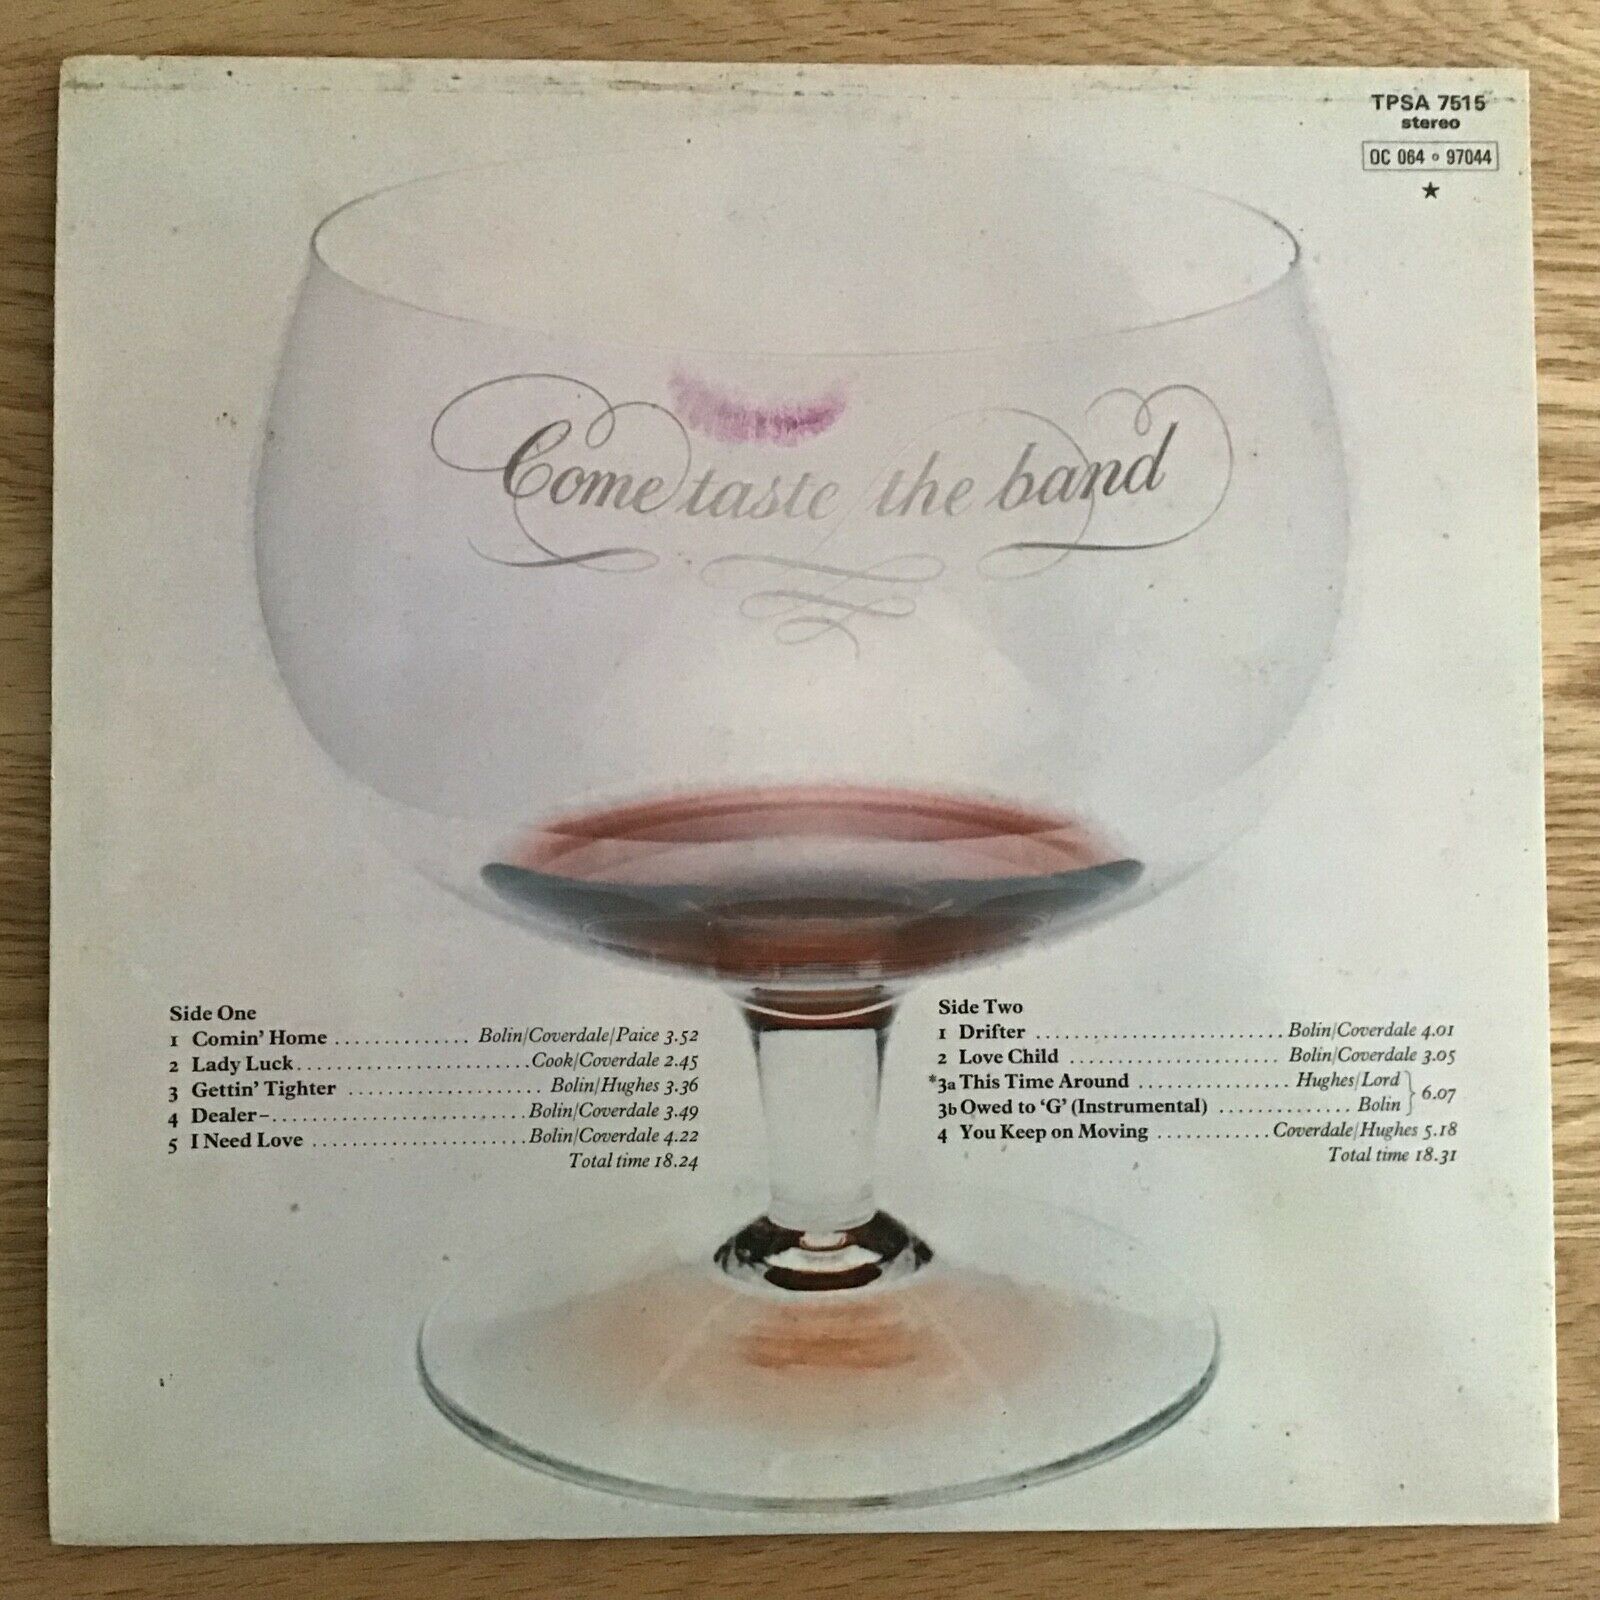 TPSA 7515
stereo
OC 064 ∘ 97044
★
Come taste the band
Side One
1 Comin' Home .............. Bolin/Coverdale/Paice 3.52
2 Lady Luck........................Cook/Coverdale 2.45
3 Gettin' Tighter .................... Bolin/Hughes 3.36
4 Dealer–..........................Bolin/Coverdale 3.49
5 I Need Love ......................Bolin/Coverdale 4.22
Total time 18.24
Side Two
1 Drifter .........................Bolin/Coverdale 4.01
2 Love Child ..................... Bolin/Coverdale 3.05
*3a This Time Around ................ Hughes/Lord
3b Owed to 'G' (Instrumental) .............. Bolin } 6.07
4 You Keep on Moving ............Coverdale/Hughes 5.18
Total time 18.31